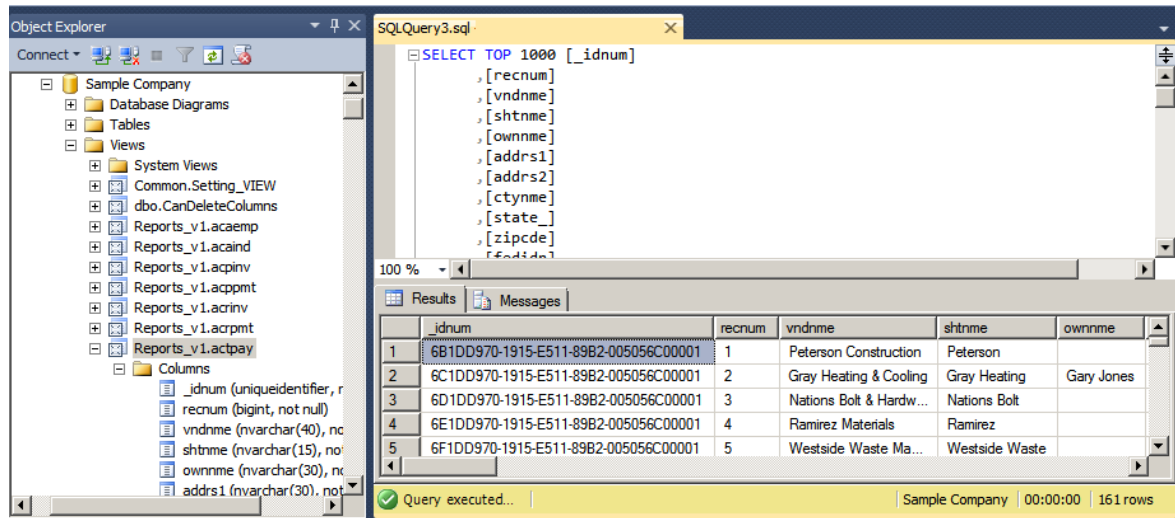 Object Explorer
Connect
Sample Company
Database Diagrams
Tables
Views
System Views
Common.Setting_VIEW
dbo.CanDeleteColumns
Reports_v1.acaemp
Reports_v1.acaind
Reports_v1.acpinv
Reports_v1.acppmt
Reports_v1.acrinv
Reports_v1.acrpmt
Reports_v1.actpay
Columns
_idnum (uniqueidentifier, r
recnum (bigint, not null)
vndnme (nvarchar(40), no
shtnme (nvarchar(15), not
ownnme (nvarchar(30), no
addrs1 (nvarchar(30), not
SQLQuery3.sql
SELECT TOP 1000 [_idnum]
,[recnum]
,[vndnme]
,[shtnme]
,[ownnme]
,[addrs1]
,[addrs2]
,[ctynme]
,[state_]
,[zipcde]
,[fedidn]
100 %
Results Messages
_idnum recnum vndnme shtnme ownnme
1 6B1DD970-1915-E511-89B2-005056C00001 1 Peterson Construction Peterson
2 6C1DD970-1915-E511-89B2-005056C00001 2 Gray Heating & Cooling Gray Heating Gary Jones
3 6D1DD970-1915-E511-89B2-005056C00001 3 Nations Bolt & Hardw... Nations Bolt
4 6E1DD970-1915-E511-89B2-005056C00001 4 Ramirez Materials Ramirez
5 6F1DD970-1915-E511-89B2-005056C00001 5 Westside Waste Ma... Westside Waste
Query executed... Sample Company 00:00:00 161 rows